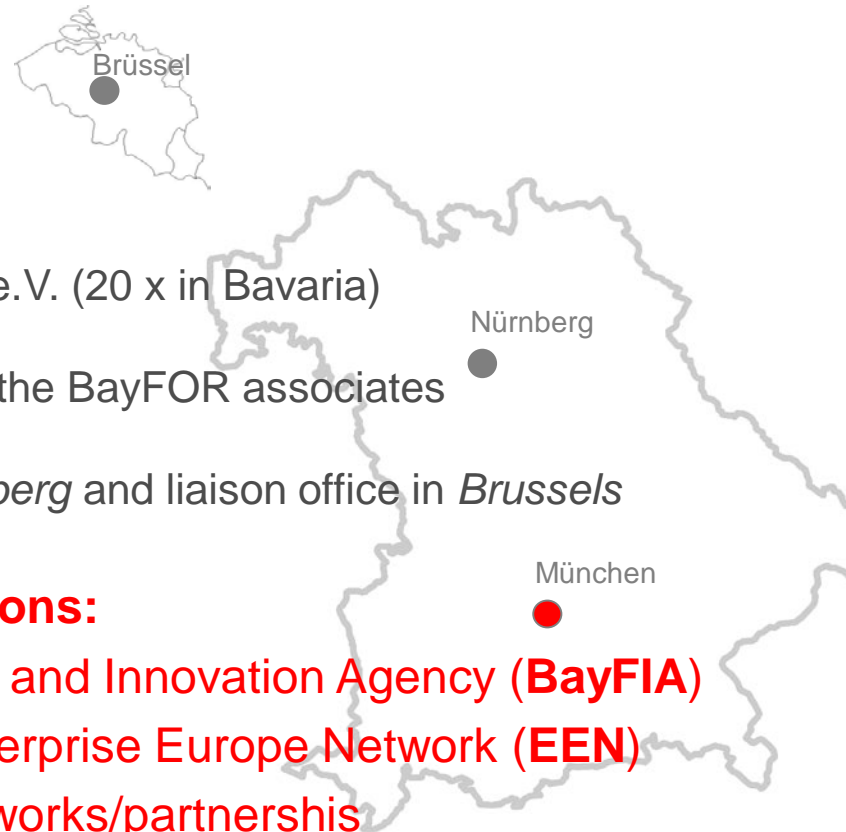 Brüssel
e.V. (20 x in Bavaria)
Nürnberg
the BayFOR associates
berg and liaison office in Brussels
München
ons:
and Innovation Agency (BayFIA)
erprise Europe Network (EEN)
works/partnershis